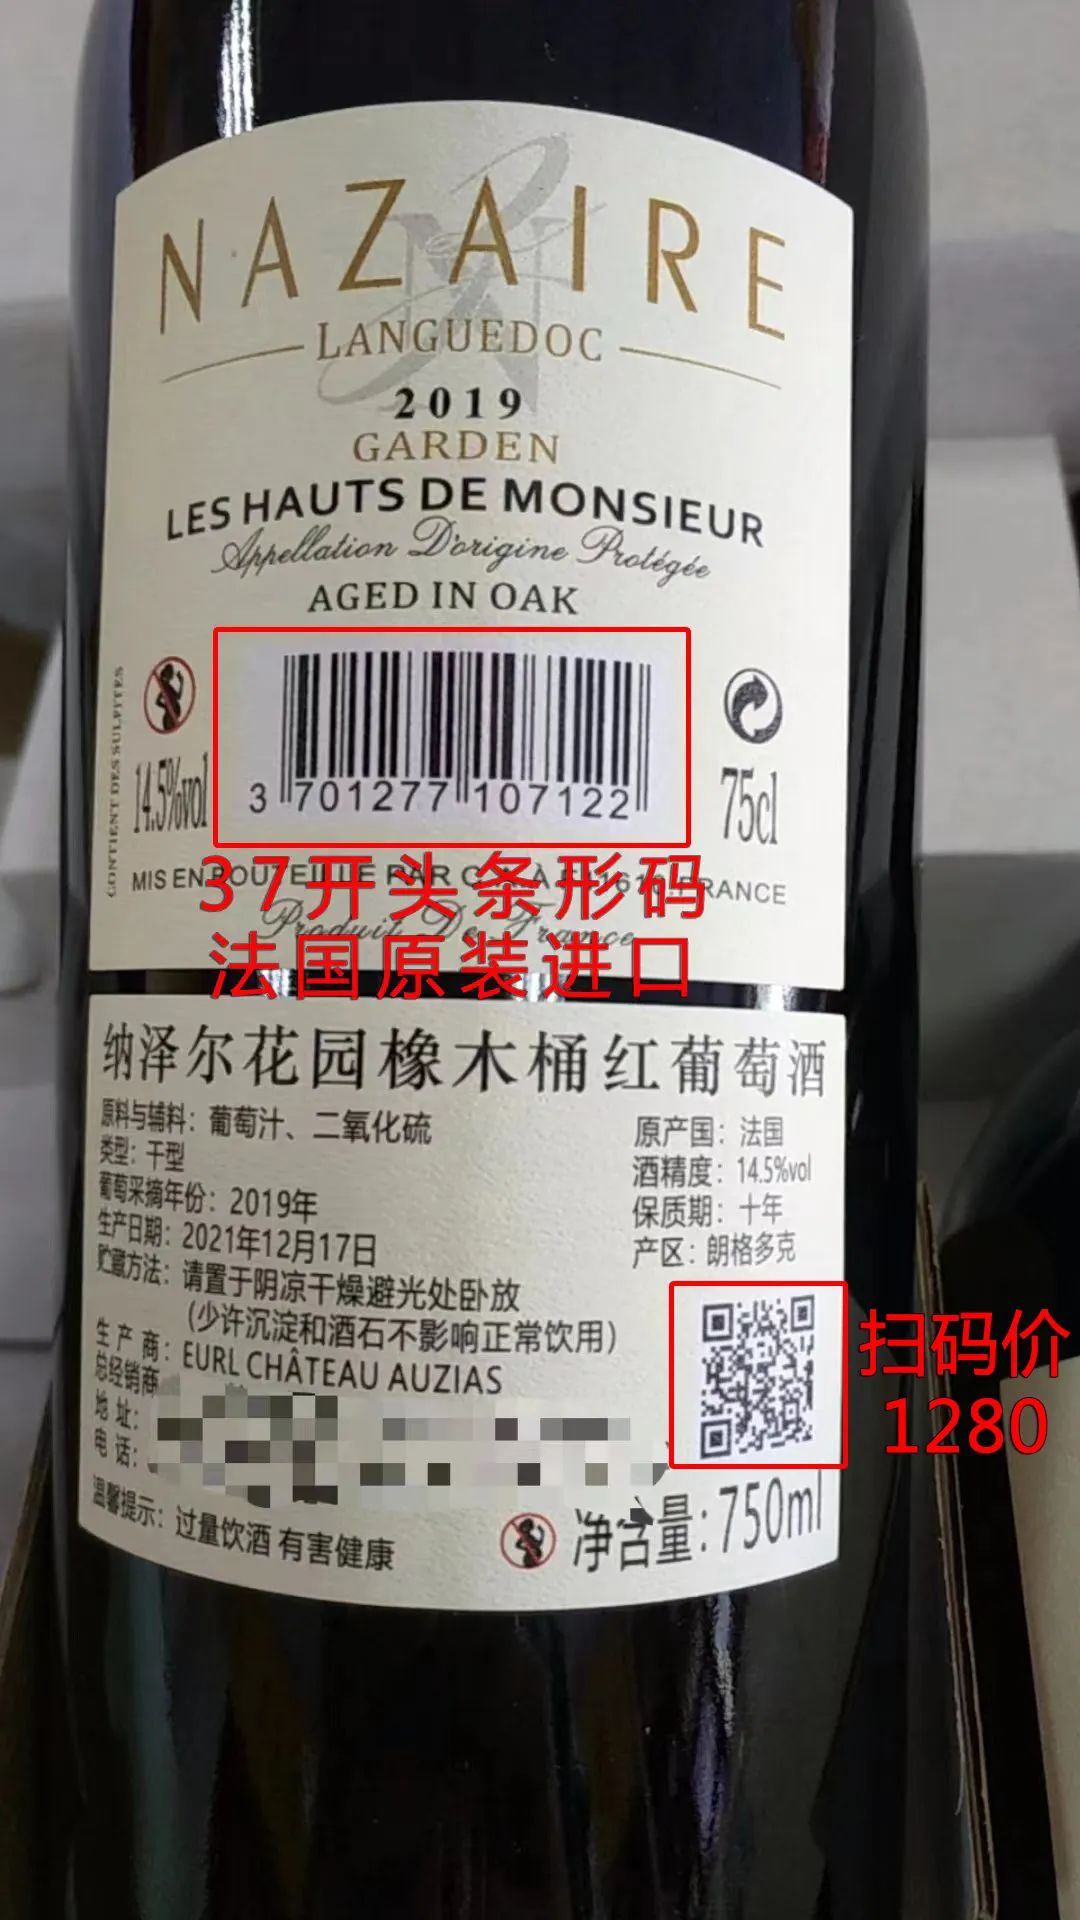 NAZAIRE
LANGUEDOC
2019
GARDEN
LES HAUTS DE MONSIEUR
Appellation D'origine Protégée
AGED IN OAK
CONTIENT DES SULFITES
14.5%vol
3 701277 107122
75cl
MIS EN BOUTEILLE PAR FRANCE
37开头条形码
Produit De France
法国原装进口
纳泽尔花园橡木桶红葡萄酒
原料与辅料：葡萄汁、二氧化硫
类型：干型
葡萄采摘年份：2019年
生产日期：2021年12月17日
贮藏方法：请置于阴凉干燥避光处卧放
(少许沉淀和酒石不影响正常饮用)
原产国：法国
酒精度：14.5%vol
保质期：十年
产区：朗格多克
生产商：EURL CHÂTEAU AUZIAS
总经销商
地址：
电话：
扫码价
1280
温馨提示：过量饮酒 有害健康
净含量：750ml